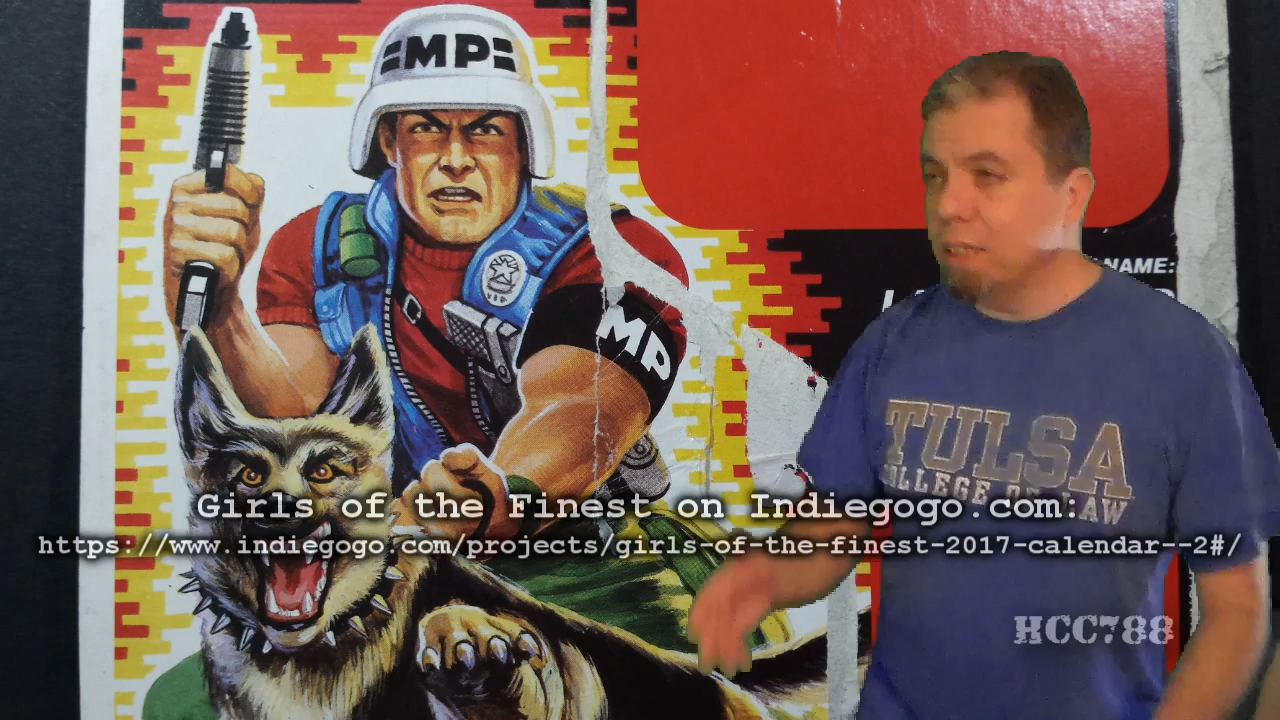 MP
NAME:
MP
TULSA
COLLEGE OF LAW
Girls of the Finest on Indiegogo.com:
https://www.indiegogo.com/projects/girls-of-the-finest-2017-calendar--2#/
HCC788